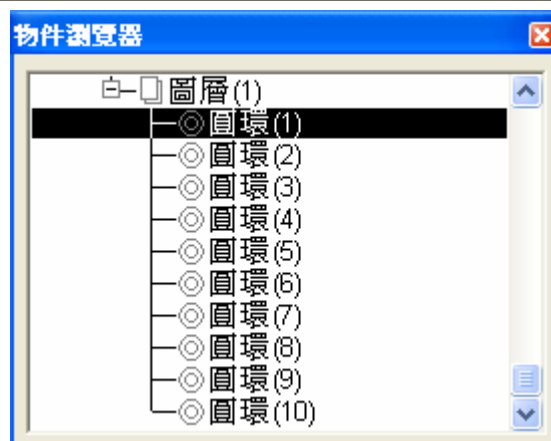 物件瀏覽器
圖層(1)
圓環(1)
圓環(2)
圓環(3)
圓環(4)
圓環(5)
圓環(6)
圓環(7)
圓環(8)
圓環(9)
圓環(10)